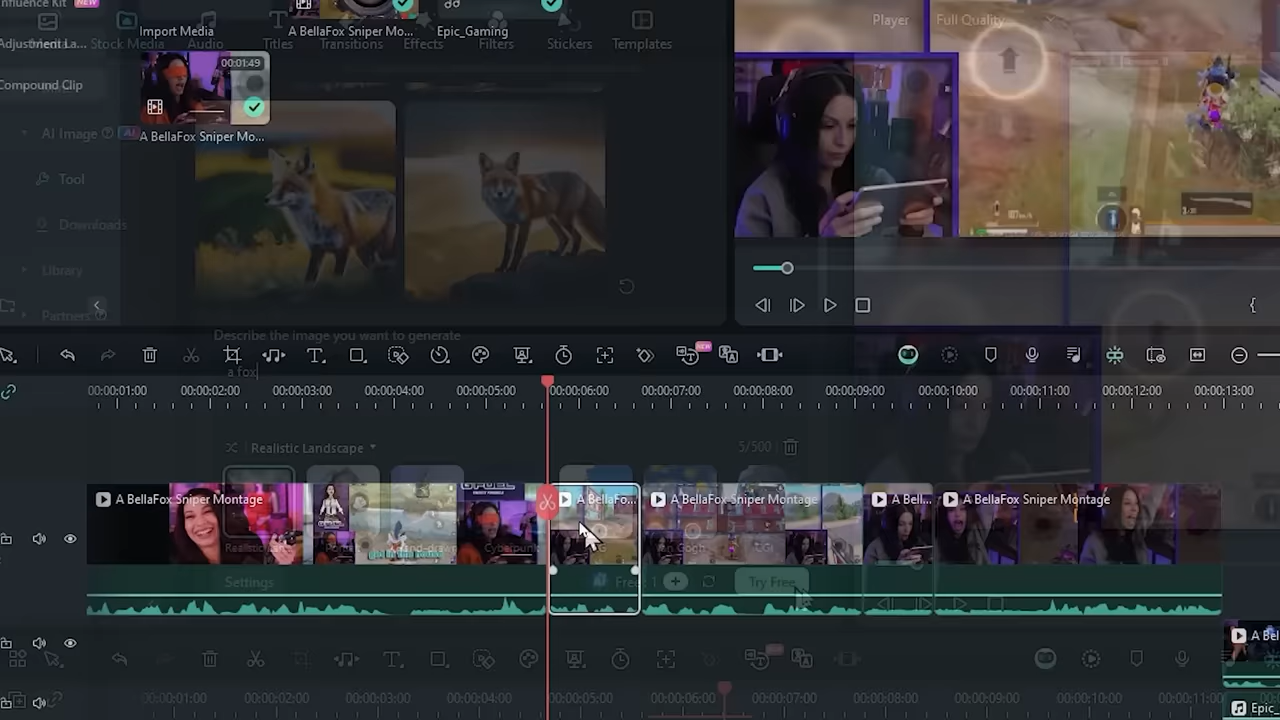 nfluence Kit NEW
Import Media
A BellaFox Sniper Mo...
Epic_Gaming
Player
Full Quality
Adjustment La...
Media
Stock Media
Audio
Titles
Transitions
Effects
Filters
Stickers
Templates
Compound Clip
00:01:49
AI Image
AI
A BellaFox Sniper Mo...
Tool
Downloads
Library
Partners
Describe the image you want to generate
NEW
a fox
00:00:01:00
00:00:02:00
00:00:03:00
00:00:04:00
00:00:05:00
00:00:06:00
00:00:07:00
00:00:08:00
00:00:09:00
00:00:10:00
00:00:11:00
00:00:12:00
00:00:13:00
Realistic Landscape
5/500
A BellaFox Sniper Montage
A BellaFo...
A BellaFox Sniper Montage
A Bell...
A BellaFox Sniper Montage
Cyberpunk
Settings
Free: 1
Try Free
A Bel
00:00:01:00
00:00:02:00
00:00:03:00
00:00:04:00
00:00:05:00
00:00:06:00
00:00:07:00
00:00:08:00
00:00:09:00
00:00:10:00
00:00:11:00
Epic_